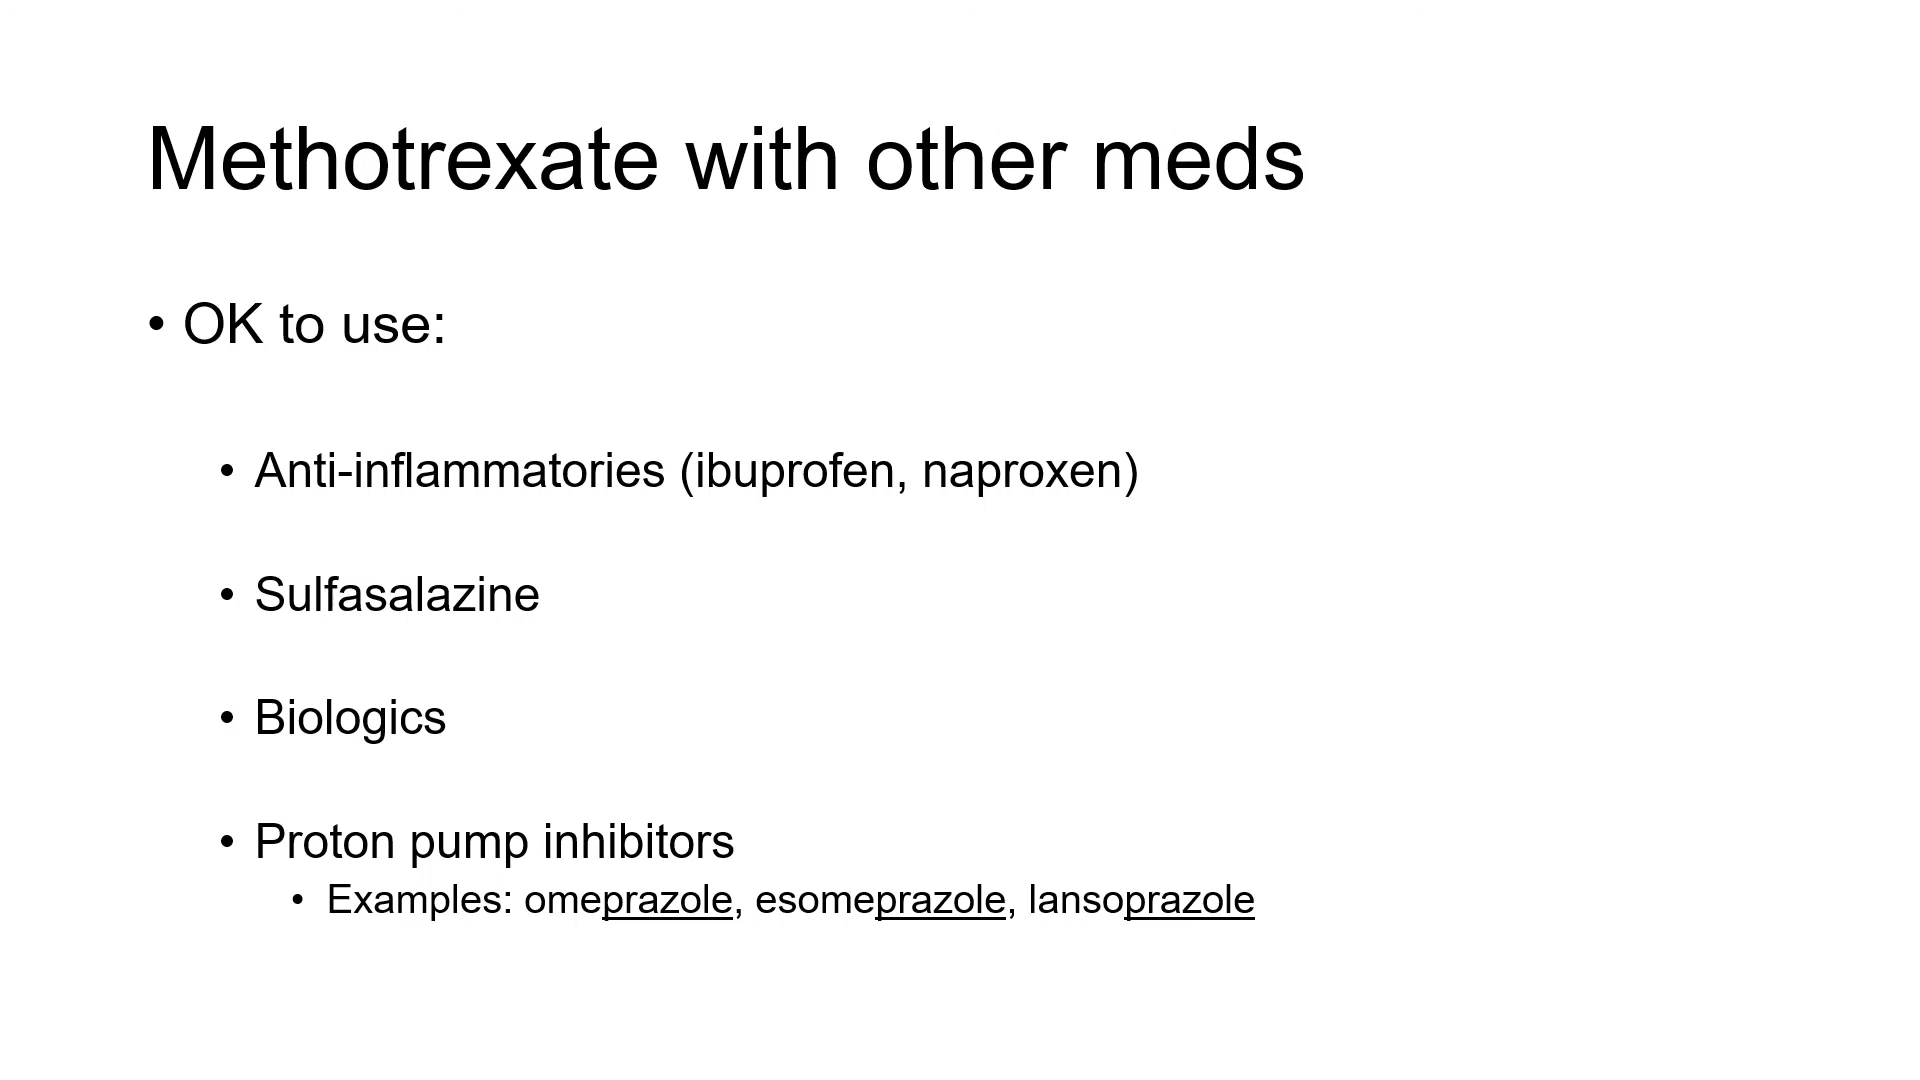 Methotrexate with other meds
• OK to use:
• Anti-inflammatories (ibuprofen, naproxen)
• Sulfasalazine
• Biologics
• Proton pump inhibitors
• Examples: omeprazole, esomeprazole, lansoprazole